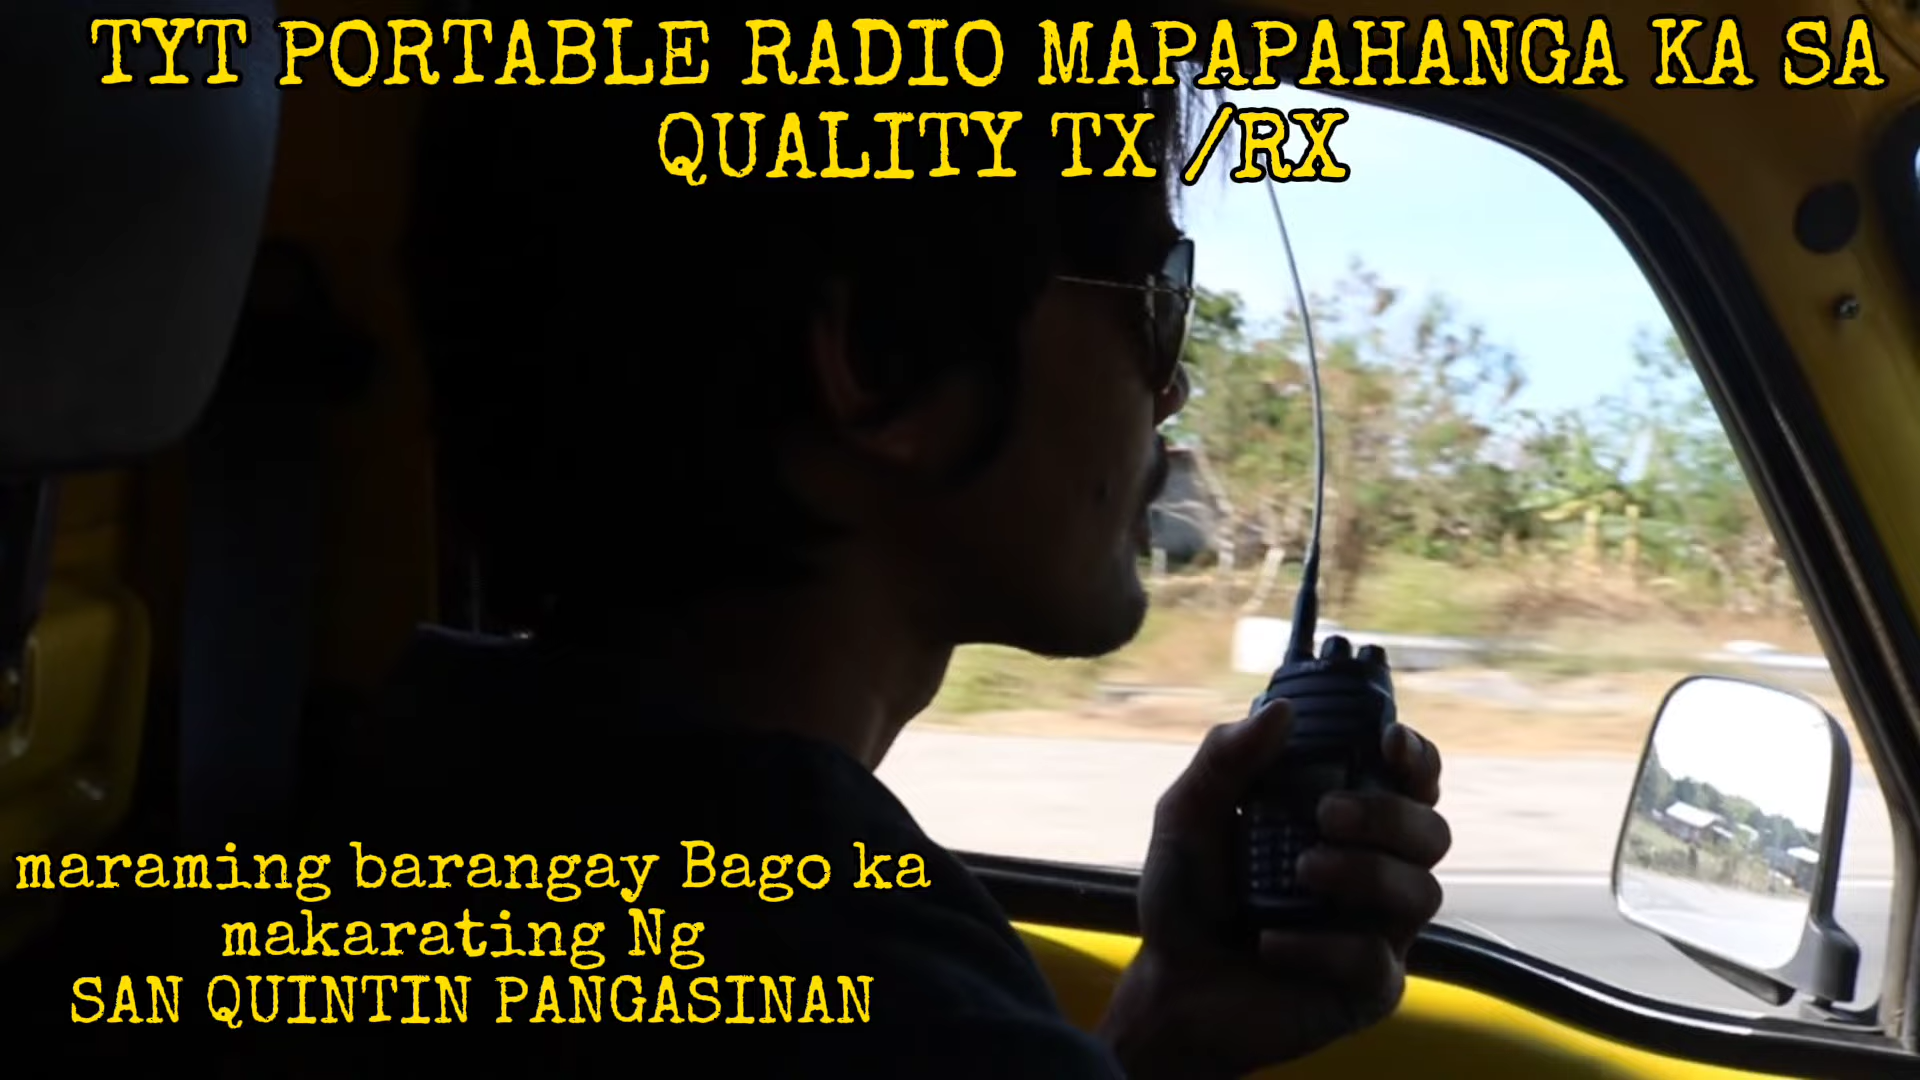 TYT PORTABLE RADIO MAPAPAHANGA KA SA
QUALITY TX /RX
maraming barangay Bago ka
makarating Ng
SAN QUINTIN PANGASINAN